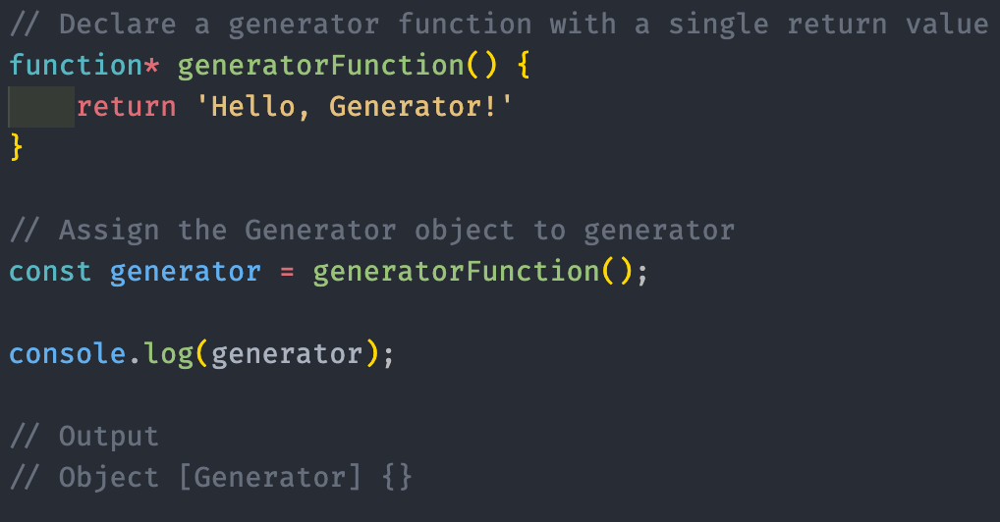 // Declare a generator function with a single return value
function* generatorFunction() {
    return 'Hello, Generator!'
}
// Assign the Generator object to generator
const generator = generatorFunction();
console.log(generator);
// Output
// Object [Generator] {}